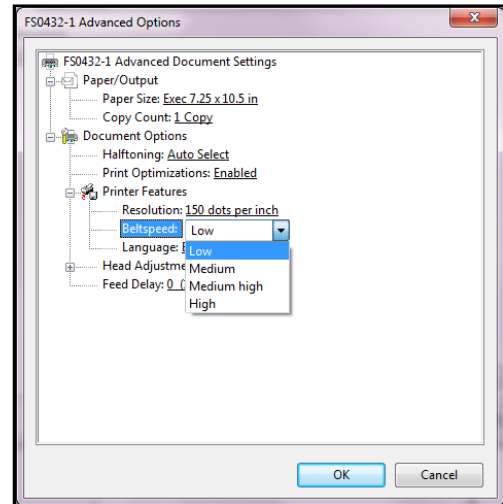 FS0432-1 Advanced Options
FS0432-1 Advanced Document Settings
Paper/Output
Paper Size: Exec 7.25 x 10.5 in
Copy Count: 1 Copy
Document Options
Halftoning: Auto Select
Print Optimizations: Enabled
Printer Features
Resolution: 150 dots per inch
Beltspeed: Low
Low
Medium
Medium high
High
Language:
Head
Feed Delay: 0
OK Cancel